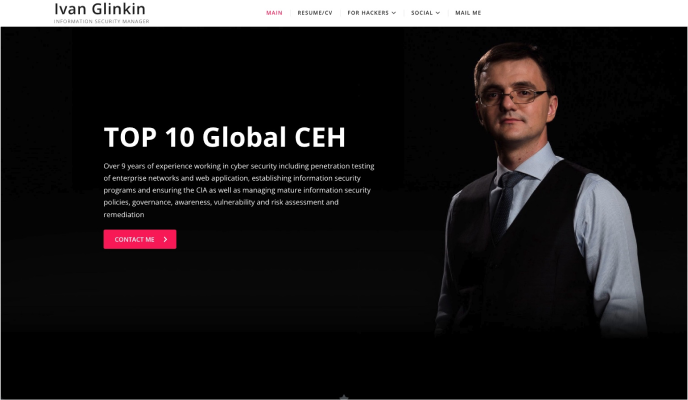 Ivan Glinkin
INFORMATION SECURITY MANAGER
MAIN
RESUME/CV
FOR HACKERS
SOCIAL
MAIL ME
TOP 10 Global CEH
Over 9 years of experience working in cyber security including penetration testing
of enterprise networks and web application, establishing information security
programs and ensuring the CIA as well as managing mature information security
policies, governance, awareness, vulnerability and risk assessment and
remediation
CONTACT ME